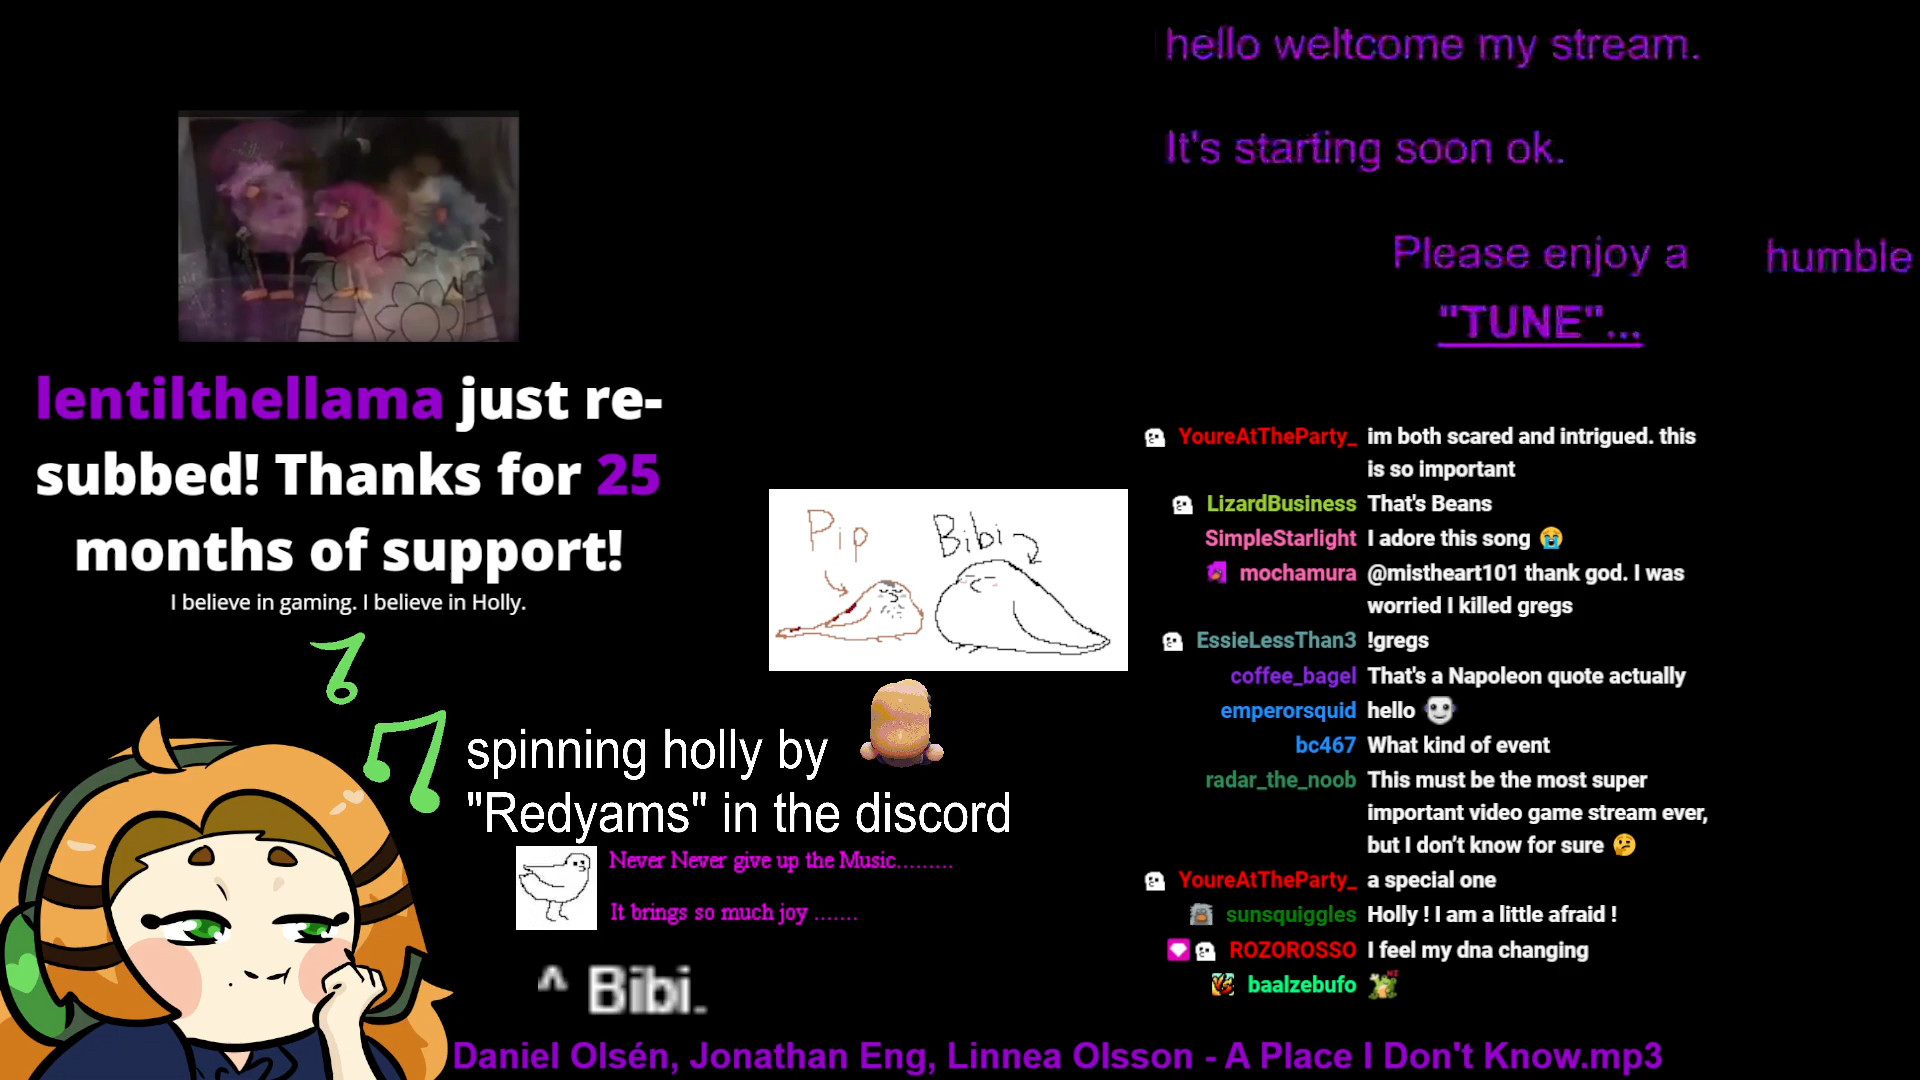 hello weltcome my stream.
It's starting soon ok.
Please enjoy a humble
"TUNE"...
lentilthellama just re-
subbed! Thanks for 25
months of support!
I believe in gaming. I believe in Holly.
Pip
Bibi
spinning holly by
"Redyams" in the discord
Never Never give up the Music.........
It brings so much joy .......
^ Bibi.
YoureAtTheParty_ im both scared and intrigued. this
is so important
LizardBusiness That's Beans
SimpleStarlight I adore this song 😭
mochamura @mistheart101 thank god. I was
worried I killed gregs
EssieLessThan3 !gregs
coffee_bagel That's a Napoleon quote actually
emperorsquid hello
bc467 What kind of event
radar_the_noob This must be the most super
important video game stream ever,
but I don’t know for sure 🤔
YoureAtTheParty_ a special one
sunsquiggles Holly ! I am a little afraid !
ROZOROSSO I feel my dna changing
baalzebufo
Daniel Olsén, Jonathan Eng, Linnea Olsson - A Place I Don't Know.mp3